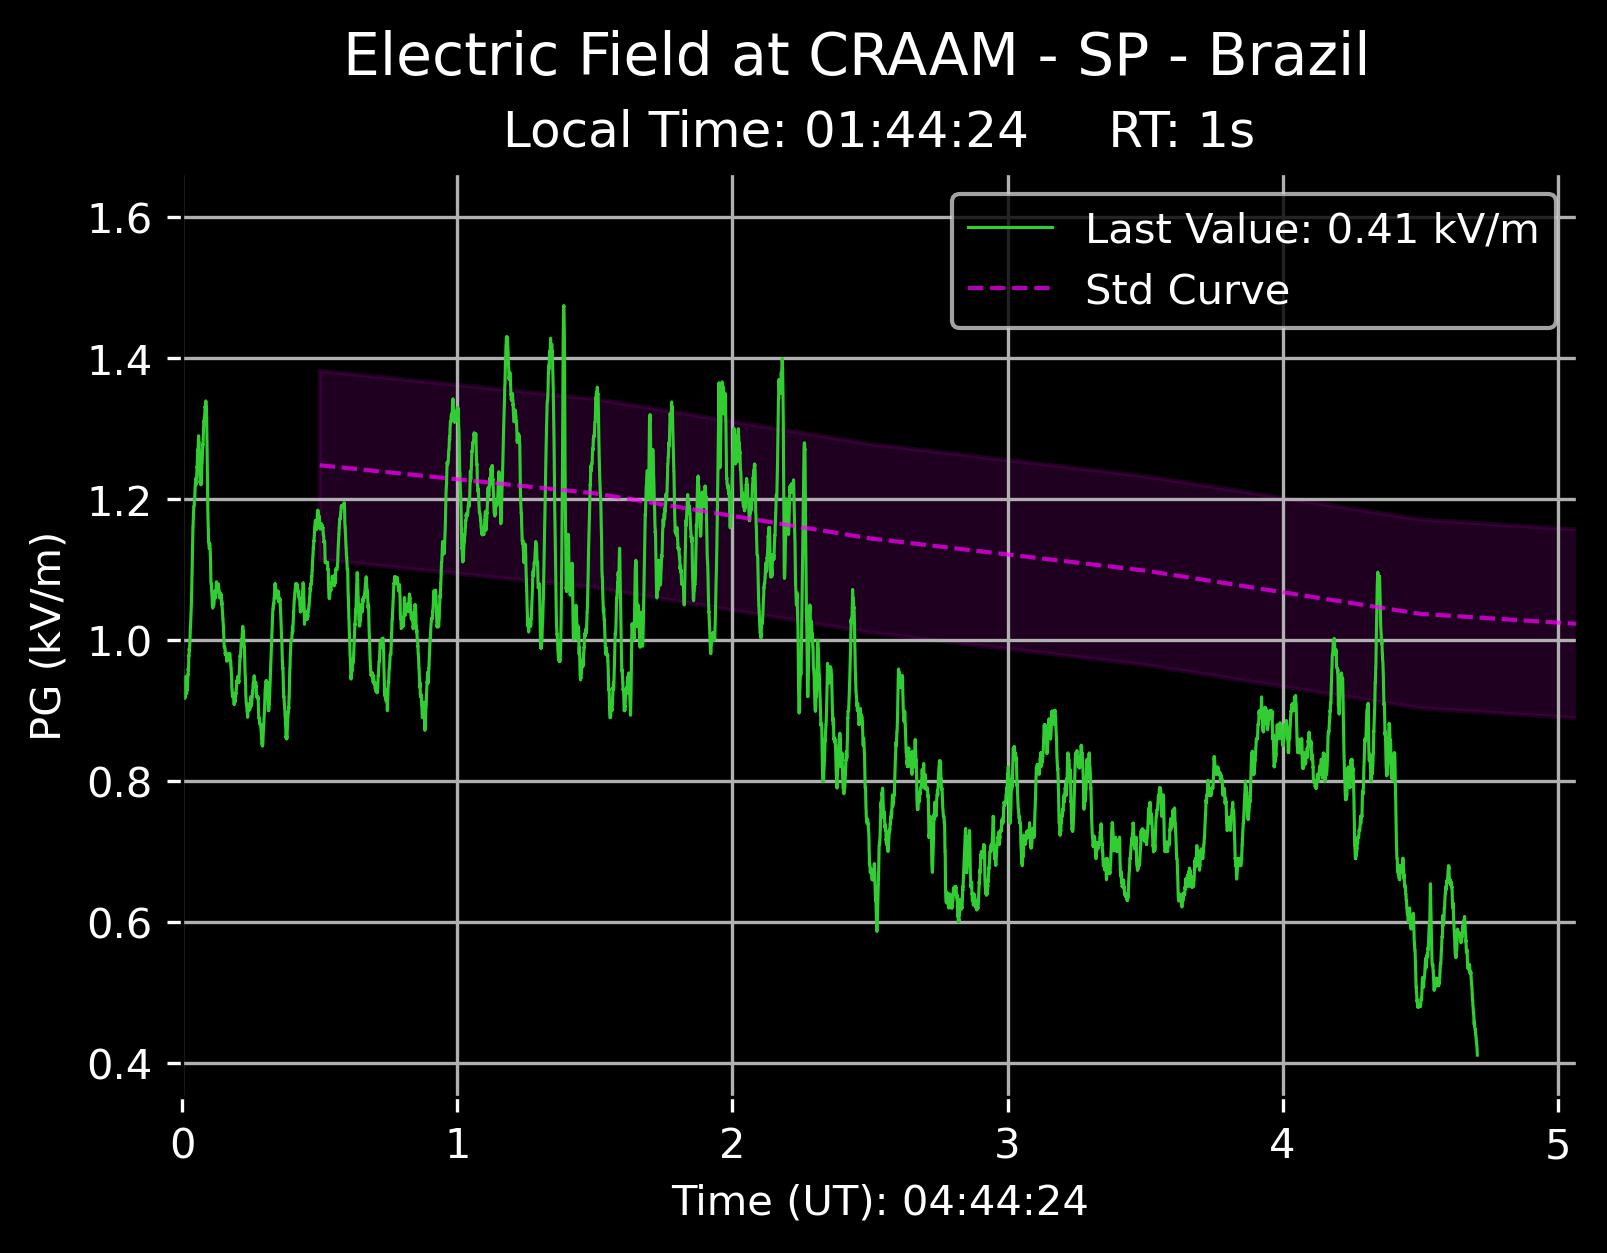 Electric Field at CRAAM - SP - Brazil
Local Time: 01:44:24 RT: 1s
Last Value: 0.41 kV/m
Std Curve
PG (kV/m)
1.6
1.4
1.2
1.0
0.8
0.6
0.4
0 1 2 3 4 5
Time (UT): 04:44:24